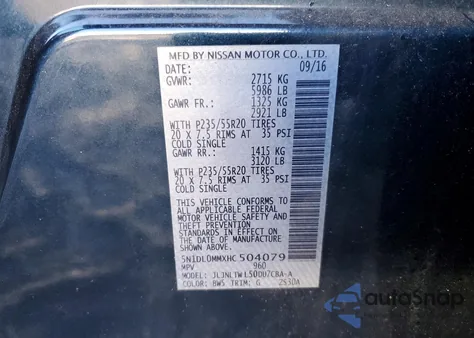 MFD BY NISSAN MOTOR CO., LTD.
DATE: 09/16
GVWR: 2715 KG
5986 LB
GAWR FR.: 1325 KG
2921 LB
WITH P235/55R20 TIRES
20 X 7.5 RIMS AT 35 PSI
COLD SINGLE
GAWR RR.: 1415 KG
3120 LB
WITH P235/55R20 TIRES
20 X 7.5 RIMS AT 35 PSI
COLD SINGLE
THIS VEHICLE CONFORMS TO
ALL APPLICABLE FEDERAL
MOTOR VEHICLE SAFETY
STANDARDS IN EFFECT ON THE
DATE OF MANUFACTURE
SHOWN ABOVE.
504079
MPV 960
MODEL:
COLOR: BW5 TRIM: G
AutoSnap